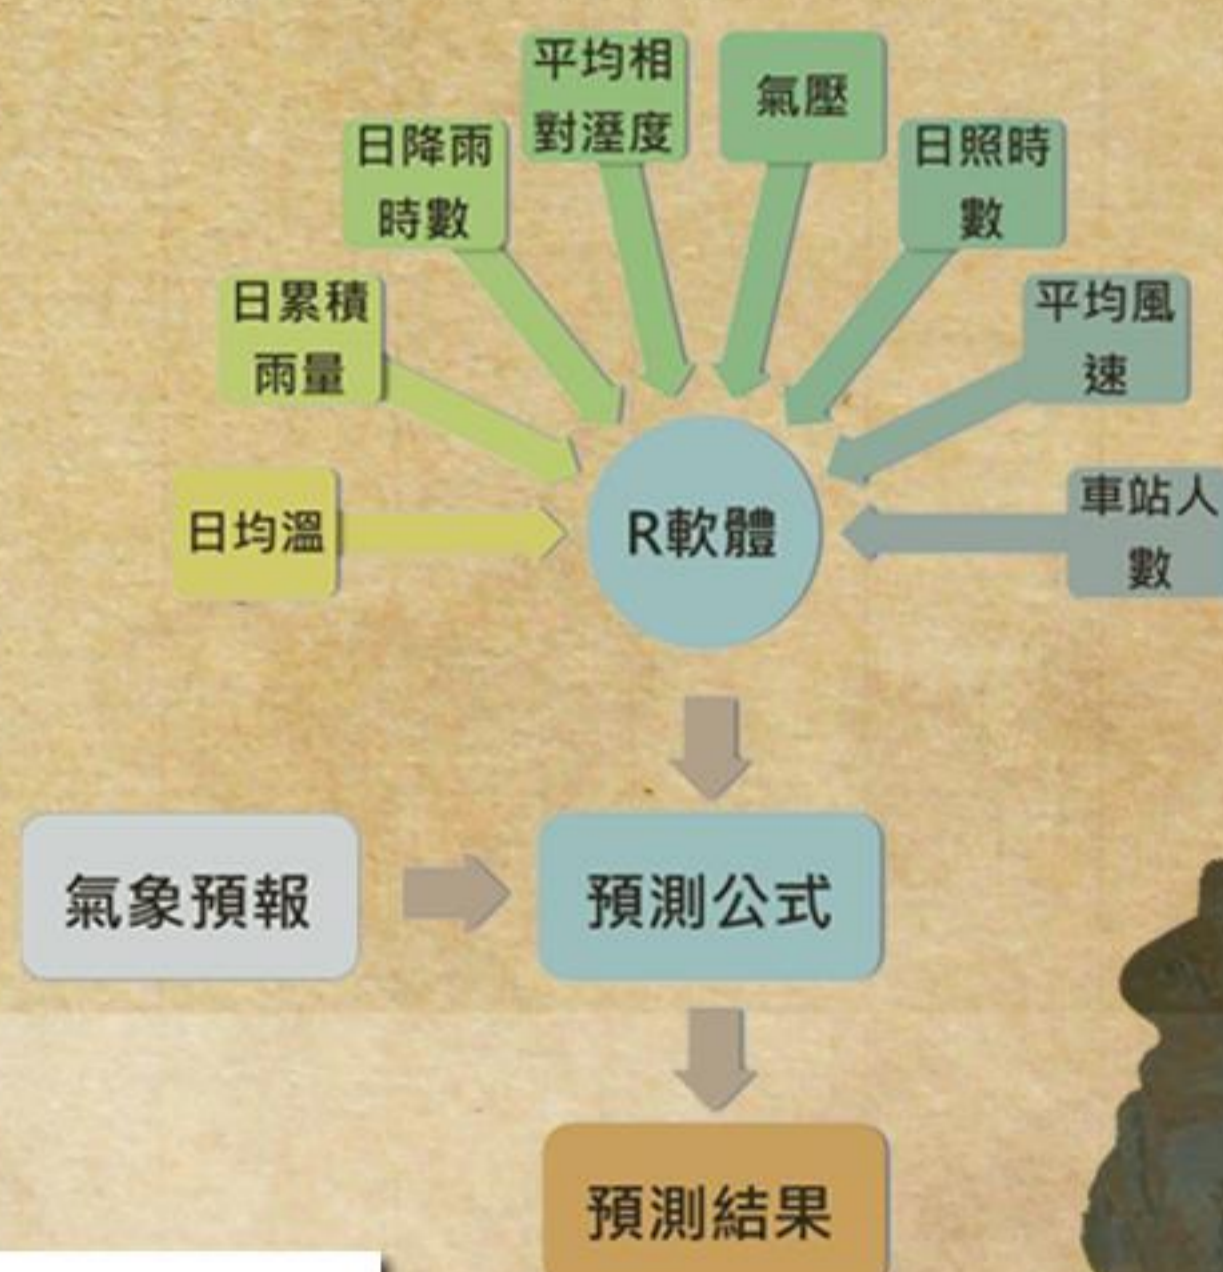 平均相
對溼度
氣壓
日降雨
時數
日照時
數
日累積
雨量
平均風
速
日均溫
R軟體
車站人
數
氣象預報
預測公式
預測結果